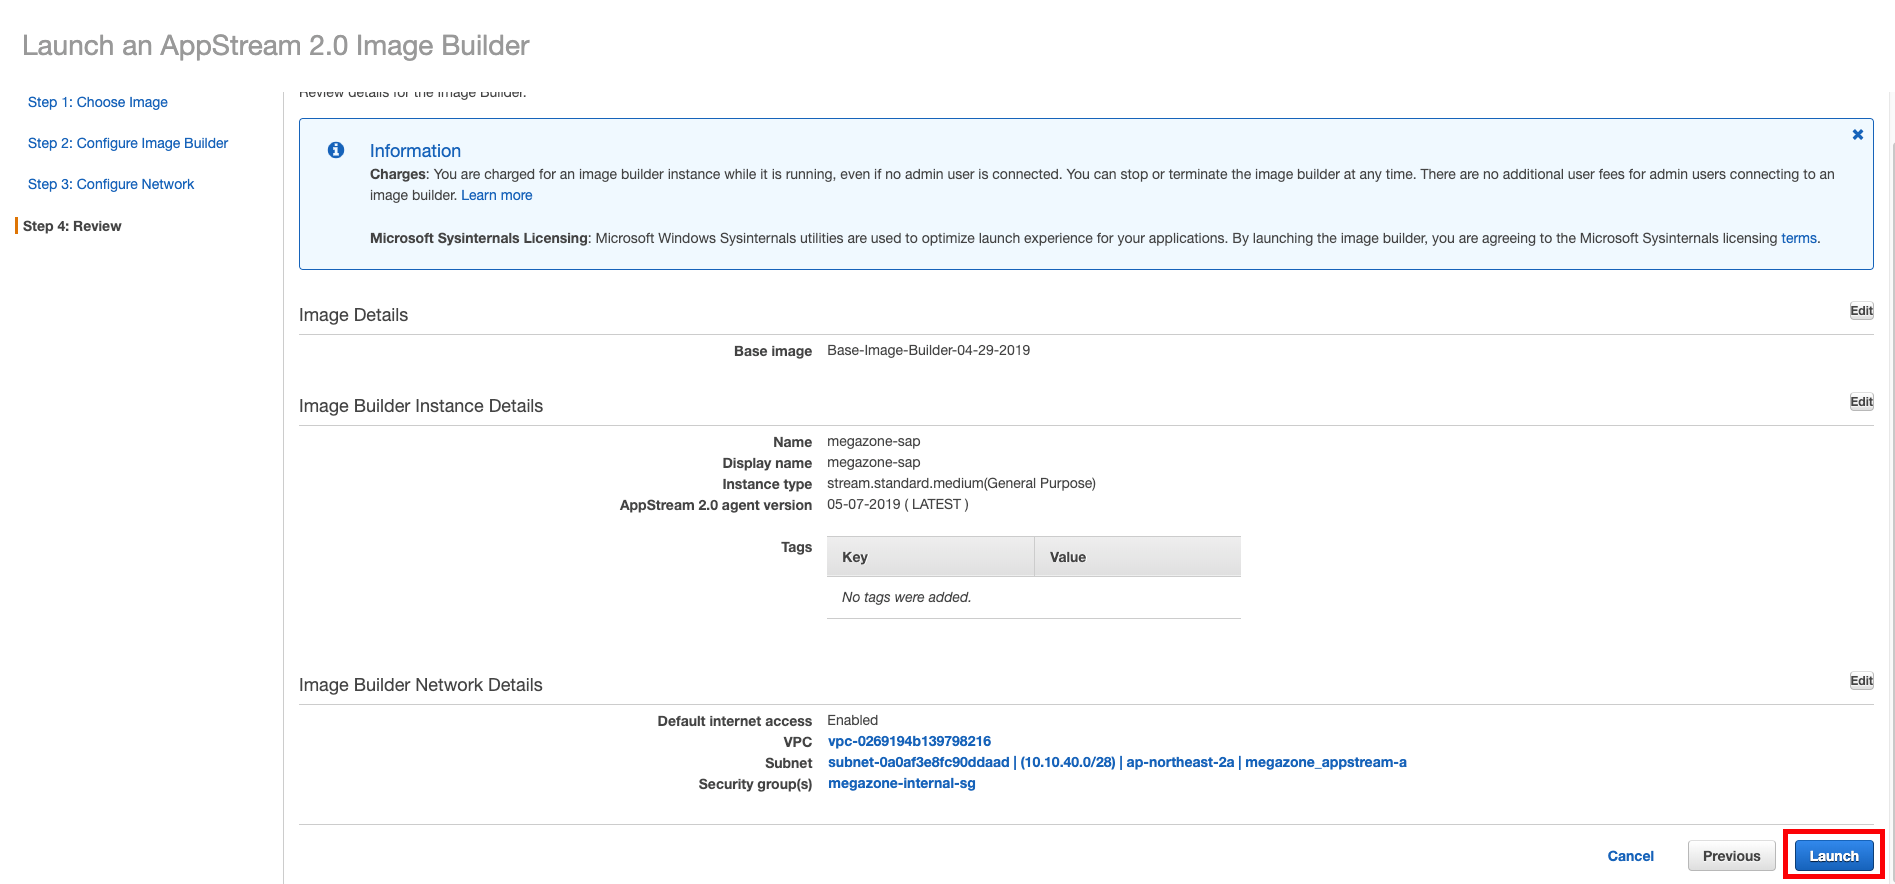 Launch an AppStream 2.0 Image Builder
Step 1: Choose Image
Step 2: Configure Image Builder
Step 3: Configure Network
Step 4: Review
Review details for the Image Builder.
Information
Charges: You are charged for an image builder instance while it is running, even if no admin user is connected. You can stop or terminate the image builder at any time. There are no additional user fees for admin users connecting to an
image builder. Learn more
Microsoft Sysinternals Licensing: Microsoft Windows Sysinternals utilities are used to optimize launch experience for your applications. By launching the image builder, you are agreeing to the Microsoft Sysinternals licensing terms.
Image Details Edit
Base image Base-Image-Builder-04-29-2019
Image Builder Instance Details Edit
Name megazone-sap
Display name megazone-sap
Instance type stream.standard.medium(General Purpose)
AppStream 2.0 agent version 05-07-2019 ( LATEST )
Tags Key Value
No tags were added.
Image Builder Network Details Edit
Default internet access Enabled
VPC vpc-0269194b139798216
Subnet subnet-0a0af3e8fc90ddaad | (10.10.40.0/28) | ap-northeast-2a | megazone_appstream-a
Security group(s) megazone-internal-sg
Cancel Previous Launch